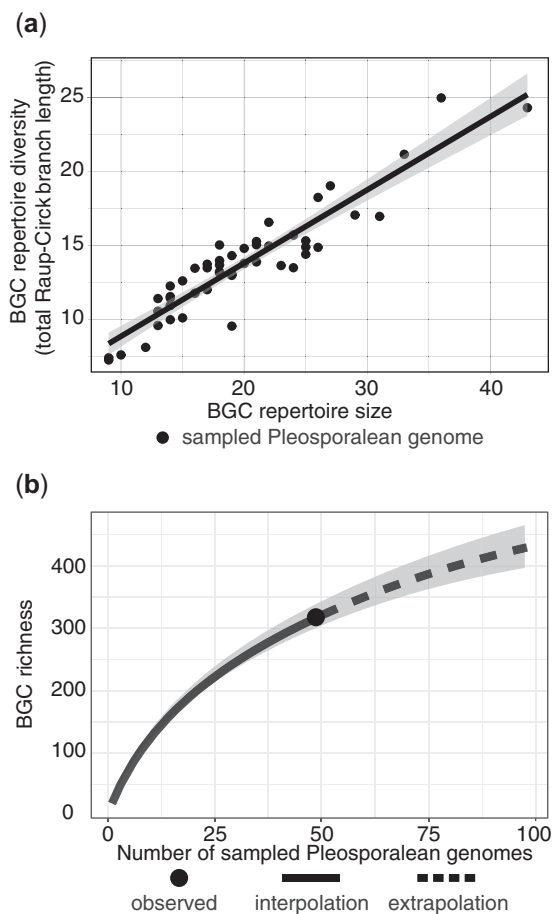 (a)
BGC repertoire diversity
(total Raup-Circk branch length)
25
20
15
10
10 20 30 40
BGC repertoire size
sampled Pleosporalean genome
(b)
BGC richness
400
300
200
100
0
0 25 50 75 100
Number of sampled Pleosporalean genomes
observed interpolation extrapolation